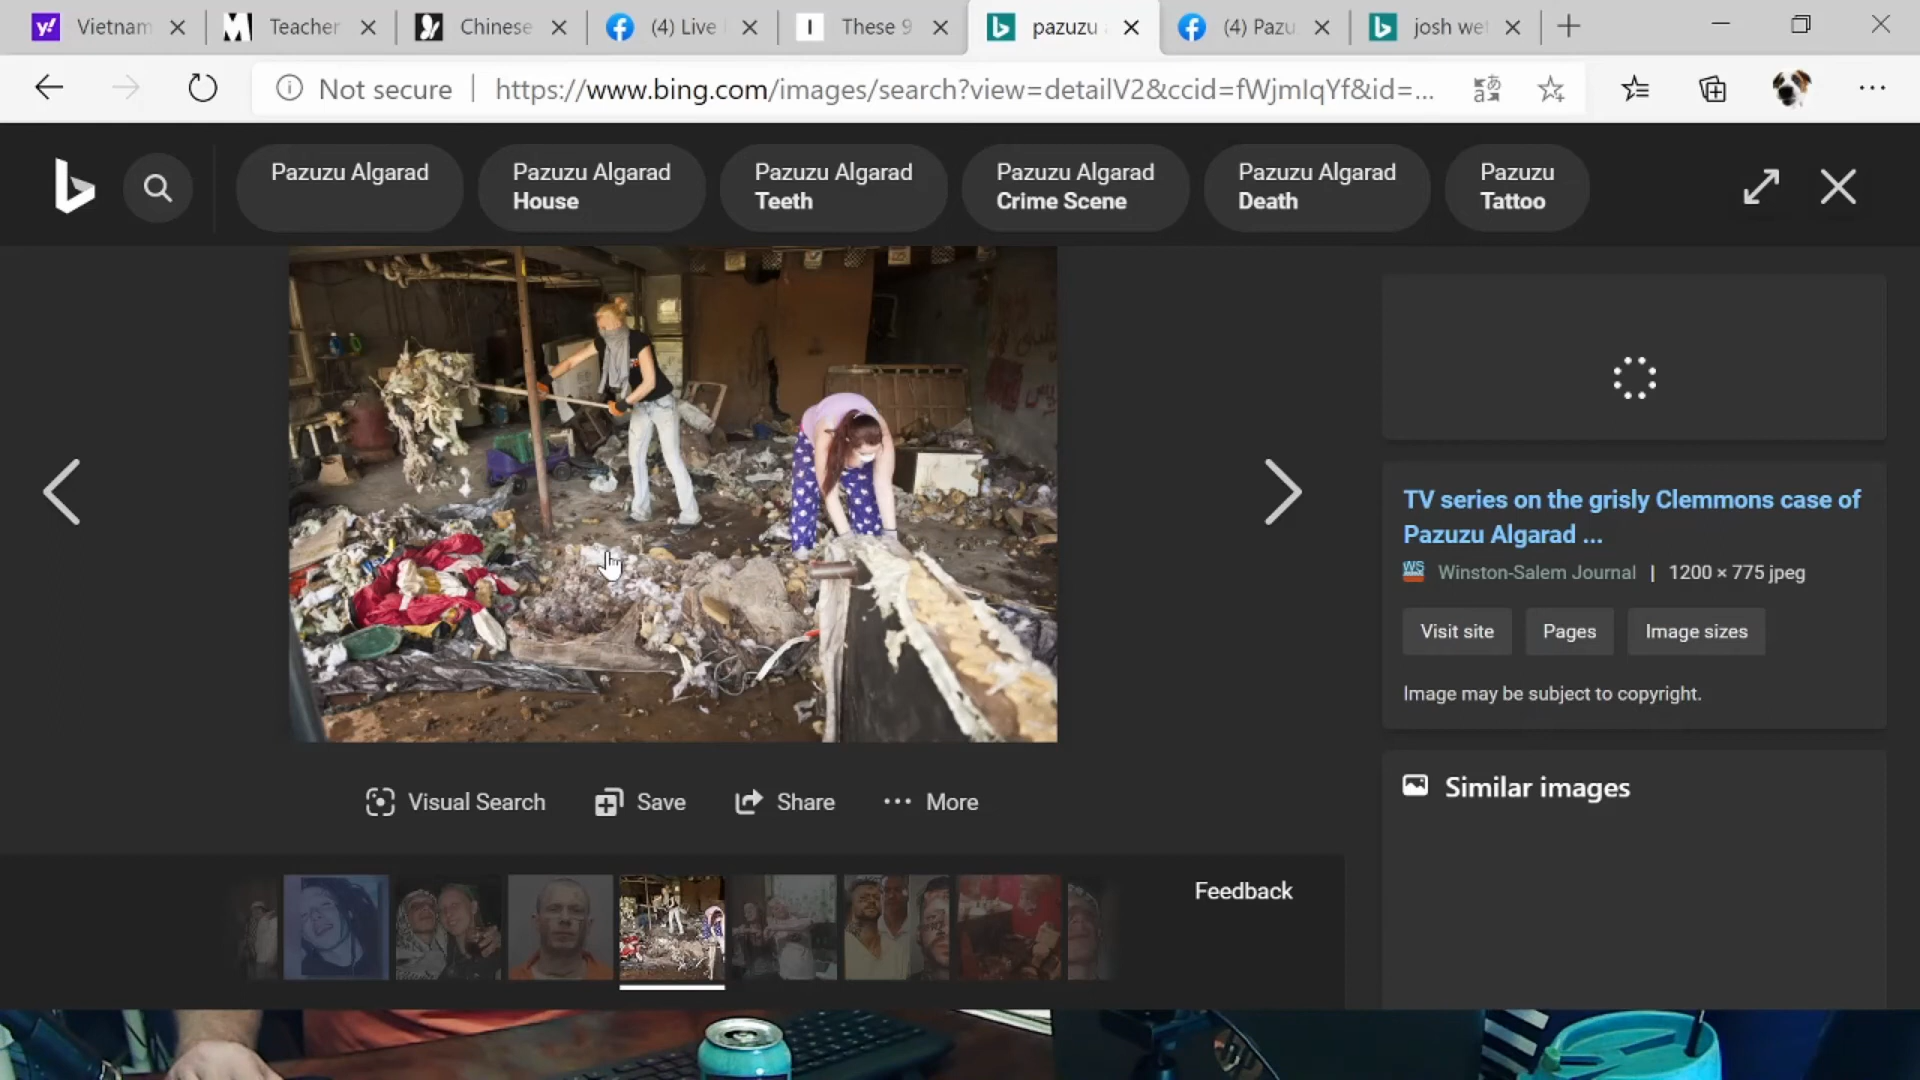 Vietnam
Teacher
Chinese
(4) Live
These 9
pazuzu
(4) Pazu
josh wet
Not secure
https://www.bing.com/images/search?view=detailV2&ccid=fWjmIqYf&id=...
Pazuzu Algarad
Pazuzu Algarad
House
Pazuzu Algarad
Teeth
Pazuzu Algarad
Crime Scene
Pazuzu Algarad
Death
Pazuzu
Tattoo
TV series on the grisly Clemmons case of
Pazuzu Algarad ...
WS Winston-Salem Journal | 1200 × 775 jpeg
Visit site
Pages
Image sizes
Image may be subject to copyright.
Visual Search
Save
Share
More
Similar images
Feedback